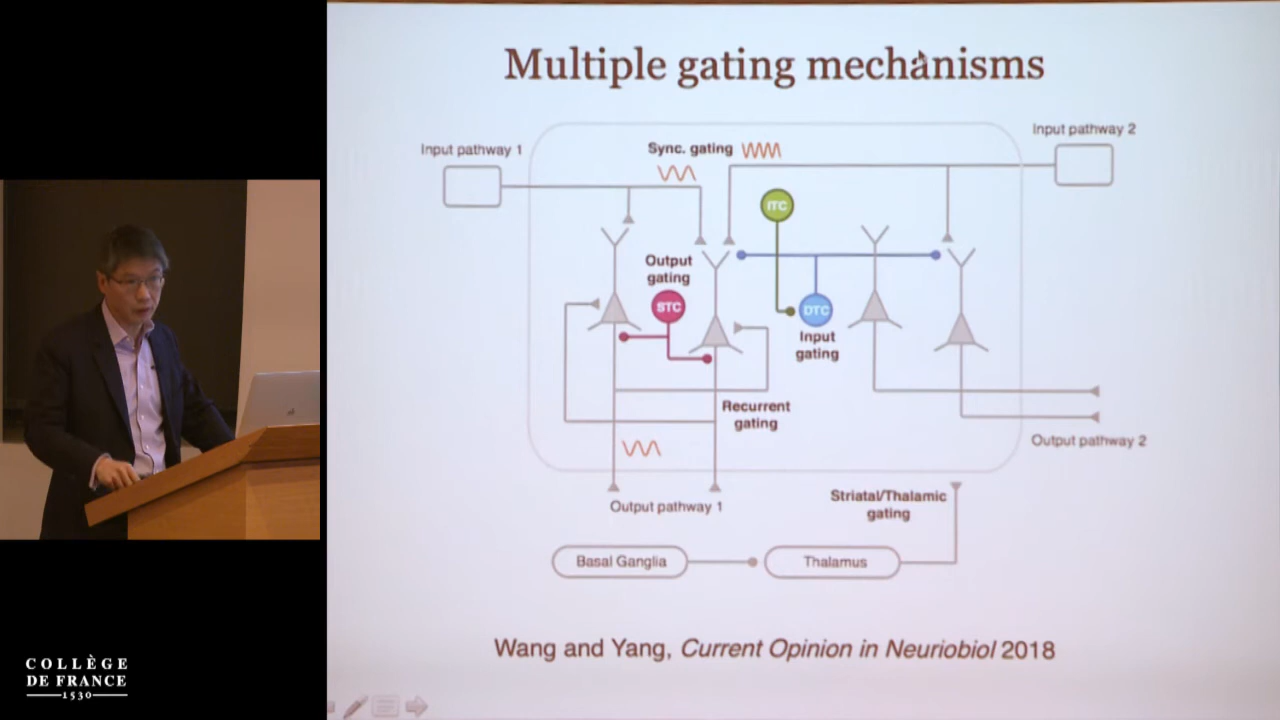 Multiple gating mechanisms
Input pathway 1
Sync. gating
Input pathway 2
ITC
Output
gating
STC
DTC
Input
gating
Recurrent
gating
Output pathway 2
Output pathway 1
Striatal/Thalamic
gating
Basal Ganglia
Thalamus
Wang and Yang, Current Opinion in Neuriobiol 2018
COLLÈGE
DE FRANCE
1530